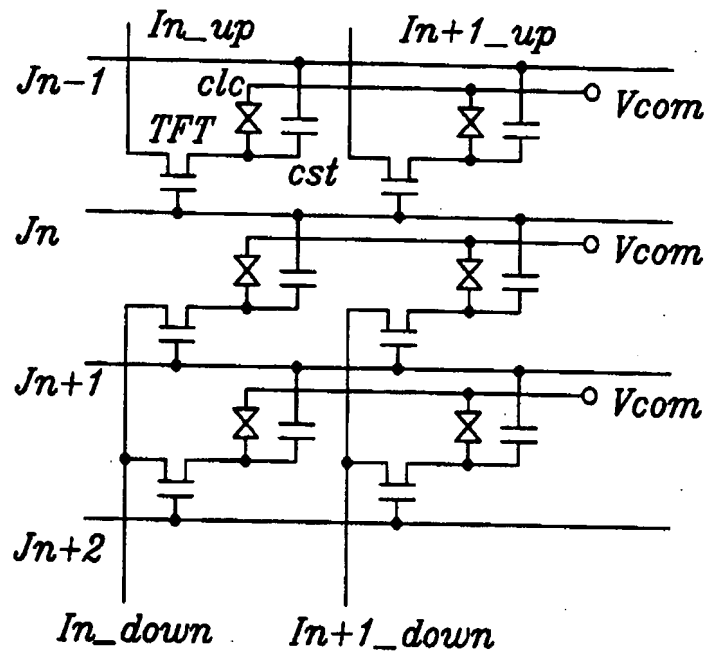 In_up In+1_up
Jn-1
clc
Vcom
TFT
cst
Jn
Vcom
Jn+1
Vcom
Jn+2
In_down In+1_down